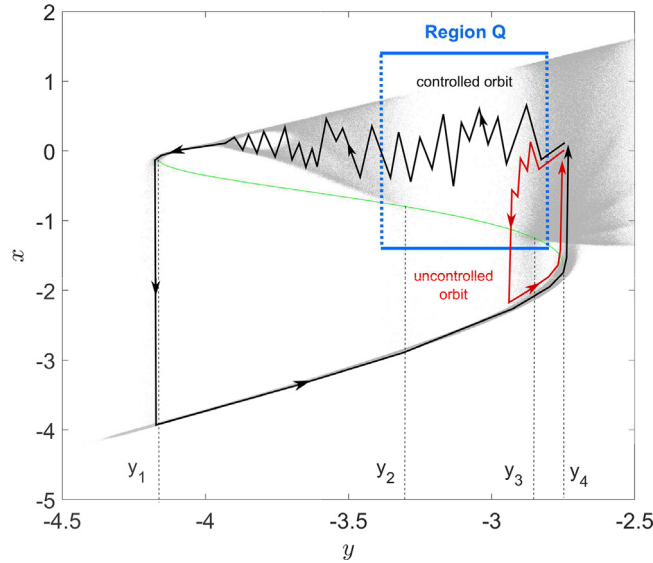 2
Region Q
controlled orbit
1
0
-1
x
uncontrolled
orbit
-2
-3
-4
y1 y2 y3 y4
-5
-4.5 -4 -3.5 -3 -2.5
y